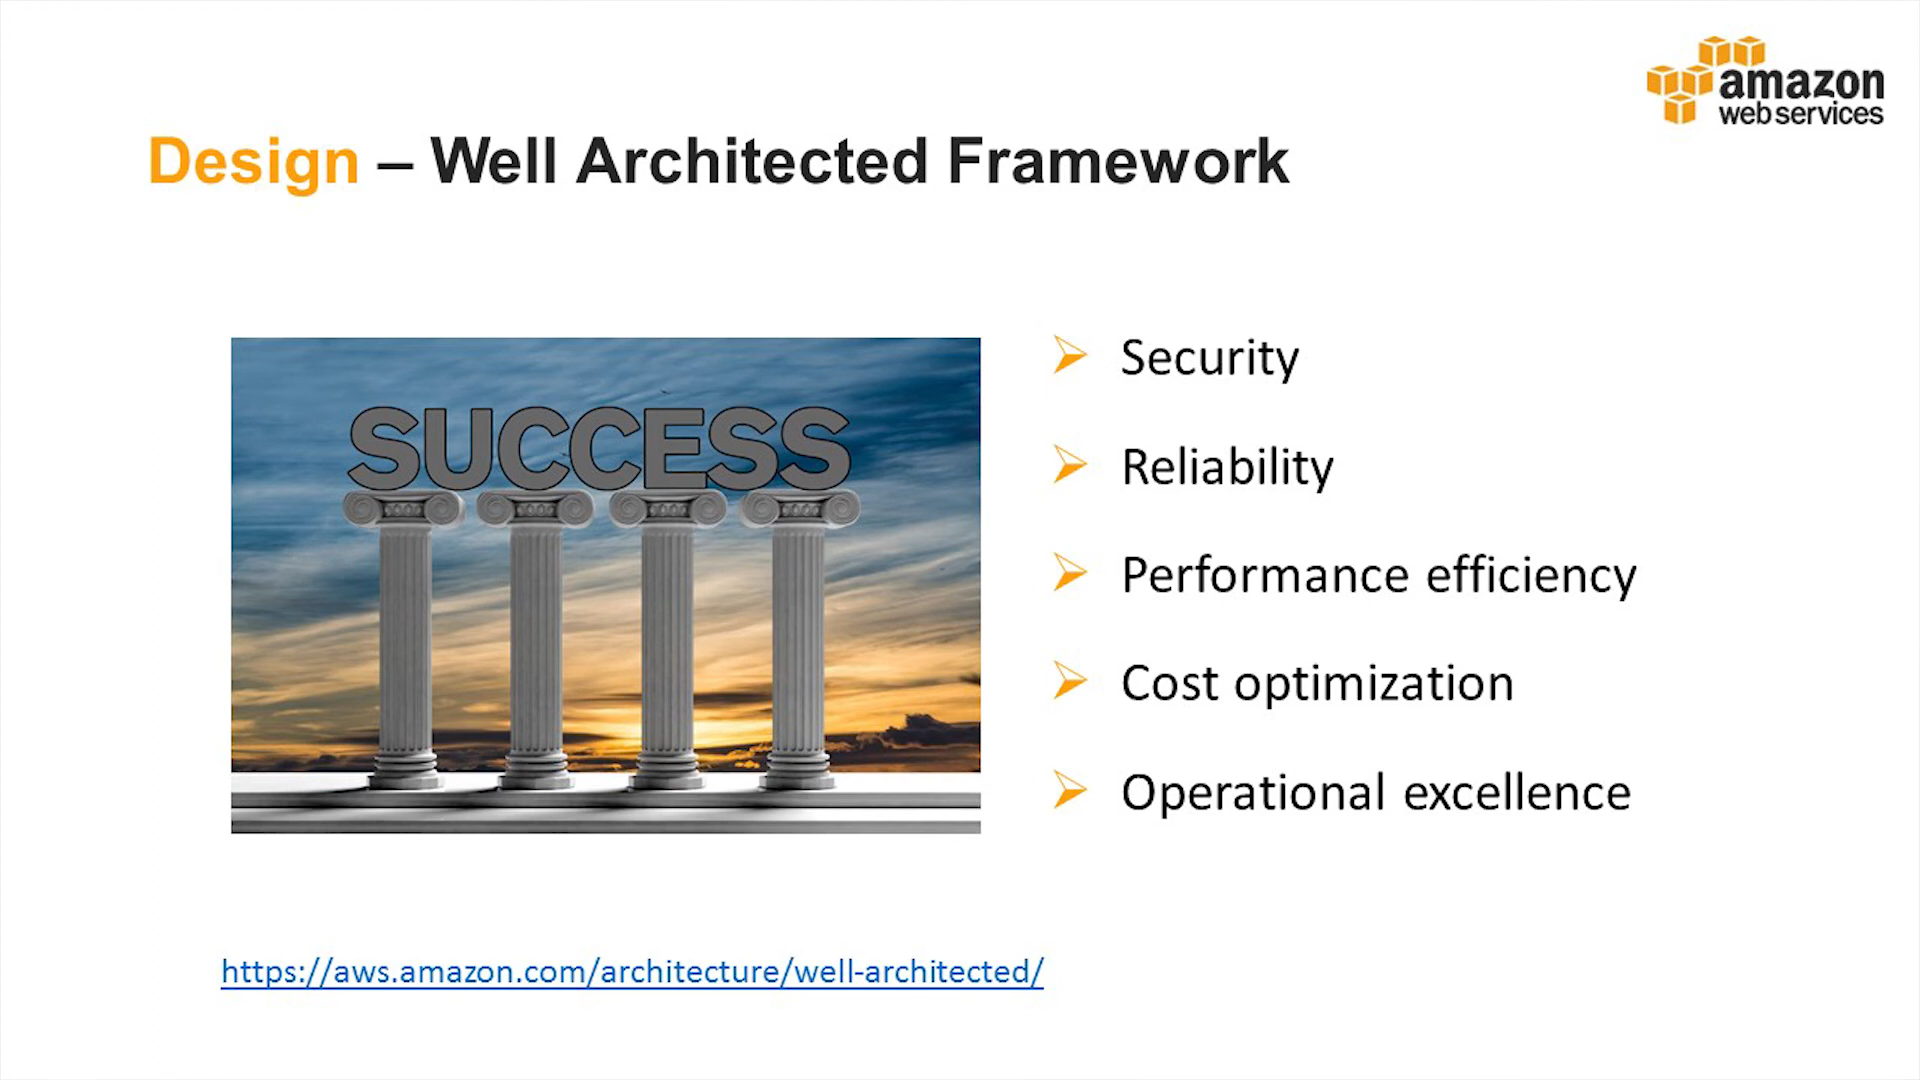 amazon
web services
Design – Well Architected Framework
SUCCESS
Security
Reliability
Performance efficiency
Cost optimization
Operational excellence
https://aws.amazon.com/architecture/well-architected/